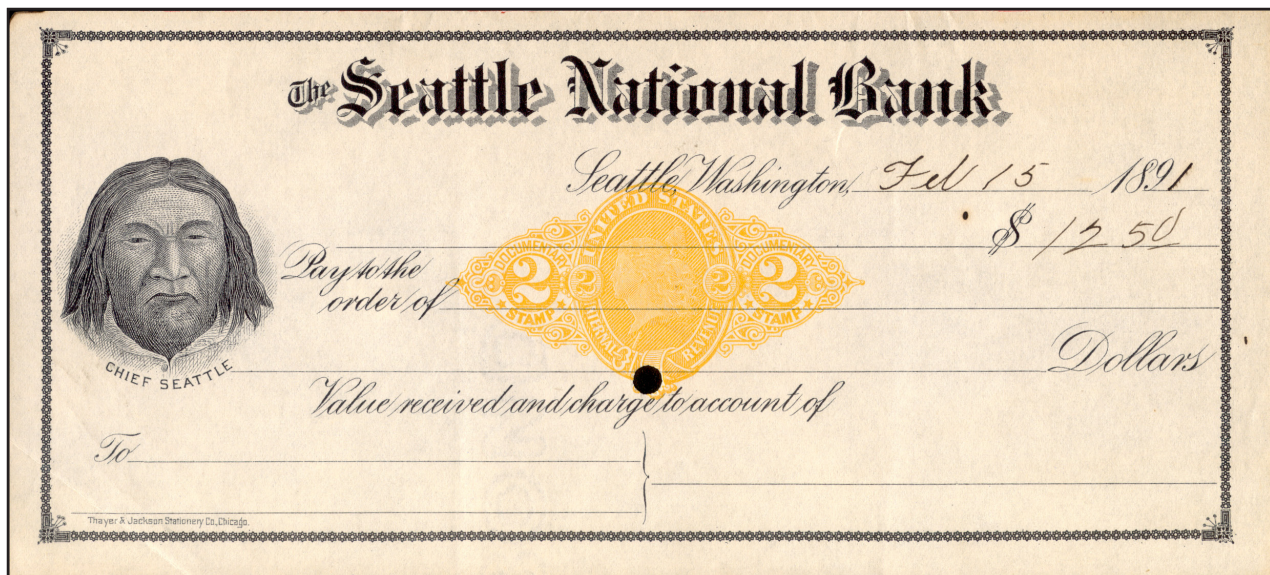 The Seattle National Bank
Seattle, Washington, Feb 15 1891
$ 12 50
Pay to the
order of
UNITED STATES
DOCUMENTARY 2 STAMP
2 2
DOCUMENTARY 2 STAMP
INTERNAL REVENUE
CHIEF SEATTLE
Dollars
Value received and charge to account of
To
Thayer & Jackson Stationery Co., Chicago.